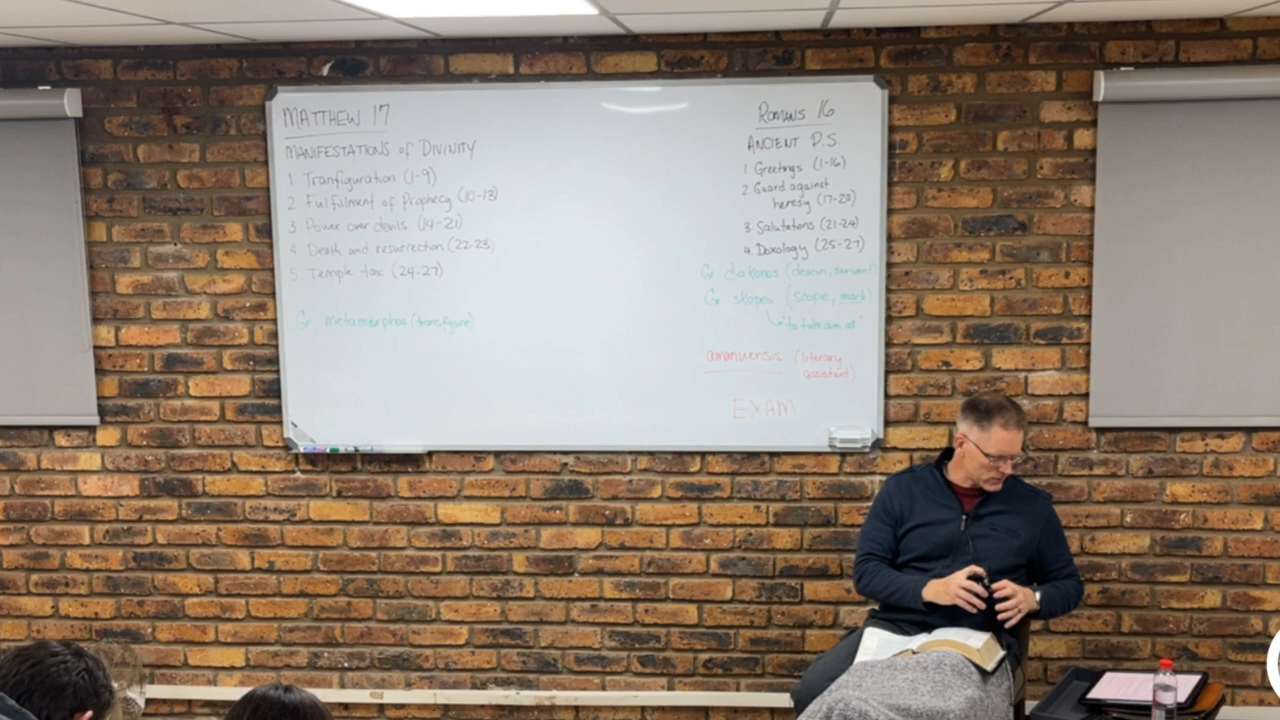 MATTHEW 17
MANIFESTATIONS of DIVINITY
1. Tranfiguration (1-9)
2. Fulfilment of Prophecy (10-13)
3. Power over devils (14-21)
4. Death and resurrection (22-23)
5. Temple tax (24-27)
Gr. metamorphoo (transfigure)
ROMANS 16
ANCIENT P.S.
1. Greetings (1-16)
2. Guard against
heresy (17-20)
3. Salutations (21-24)
4. Doxology (25-27)
Gr. diakonos (deacon, servant)
Gr. skopeo (scope, mark)
"to take aim at"
amanuensis (literary
assistant)
EXAM